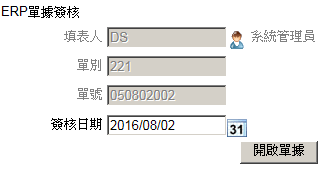 ERP單據簽核
填表人 DS 系統管理員
單別 221
單號 050802002
簽核日期 2016/08/02 31
開啟單據